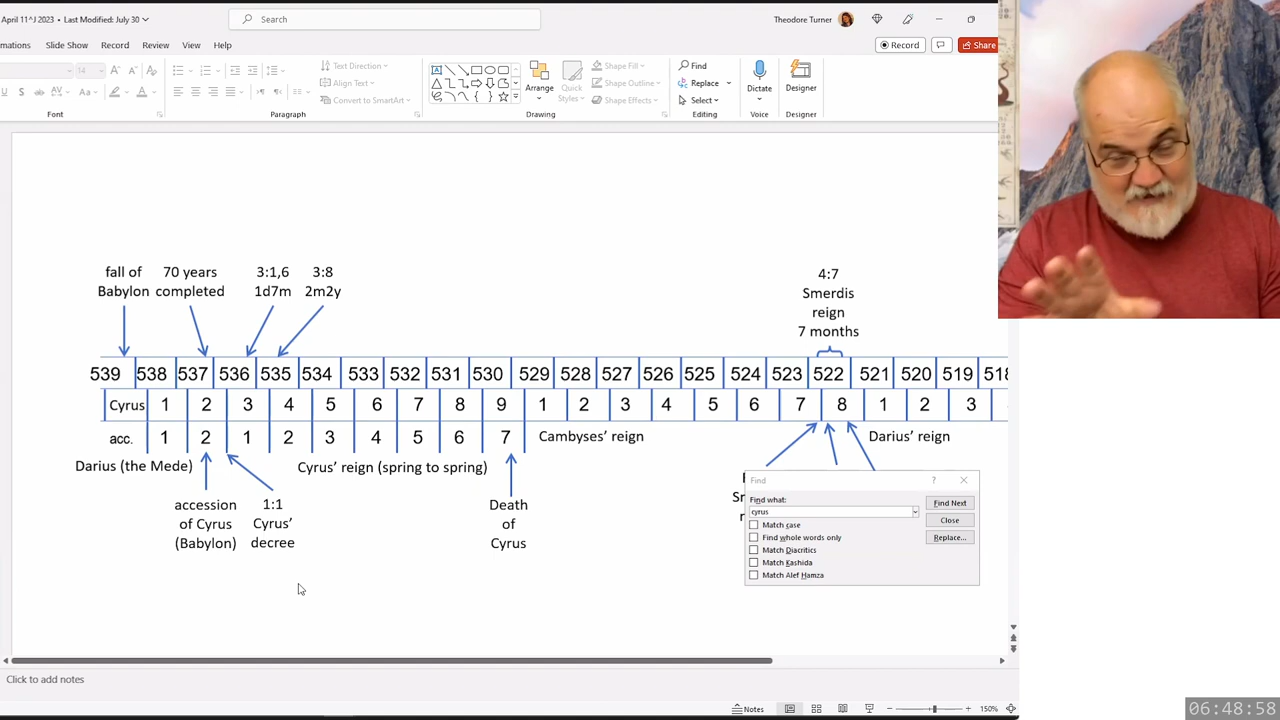 April 11^J 2023 • Last Modified: July 30
Search
Theodore Turner
mations Slide Show Record Review View Help
Record
Share
14
Text Direction
Align Text
Convert to SmartArt
Arrange
Quick Styles
Shape Fill
Shape Outline
Shape Effects
Find
Replace
Select
Dictate
Designer
Font
Paragraph
Drawing
Editing
Voice
Designer
fall of
Babylon
70 years
completed
3:1,6
1d7m
3:8
2m2y
4:7
Smerdis
reign
7 months
539 538 537 536 535 534 533 532 531 530 529 528 527 526 525 524 523 522 521 520 519 518
Cyrus 1 2 3 4 5 6 7 8 9 1 2 3 4 5 6 7 8 1 2 3
acc. 1 2 1 2 3 4 5 6 7 Cambyses' reign Darius' reign
Darius (the Mede) Cyrus' reign (spring to spring)
accession
of Cyrus
(Babylon)
1:1
Cyrus'
decree
Death
of
Cyrus
Find
?
Find what:
cyrus
Match case
Find whole words only
Match Diacritics
Match Kashida
Match Alef Hamza
Find Next
Close
Replace...
Click to add notes
Notes
150%
06:48:58